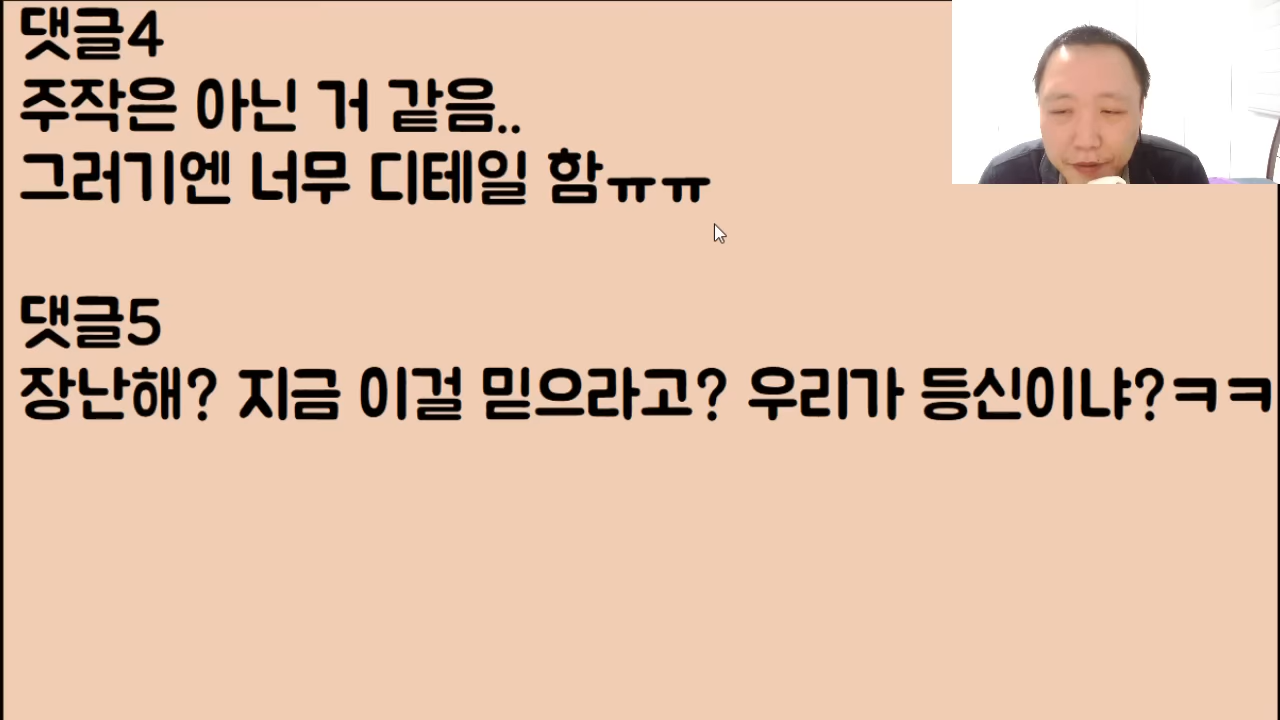 댓글4
주작은 아닌 거 같음..
그러기엔 너무 디테일 함ㅠㅠ
댓글5
장난해? 지금 이걸 믿으라고? 우리가 등신이냐?ㅋㅋ